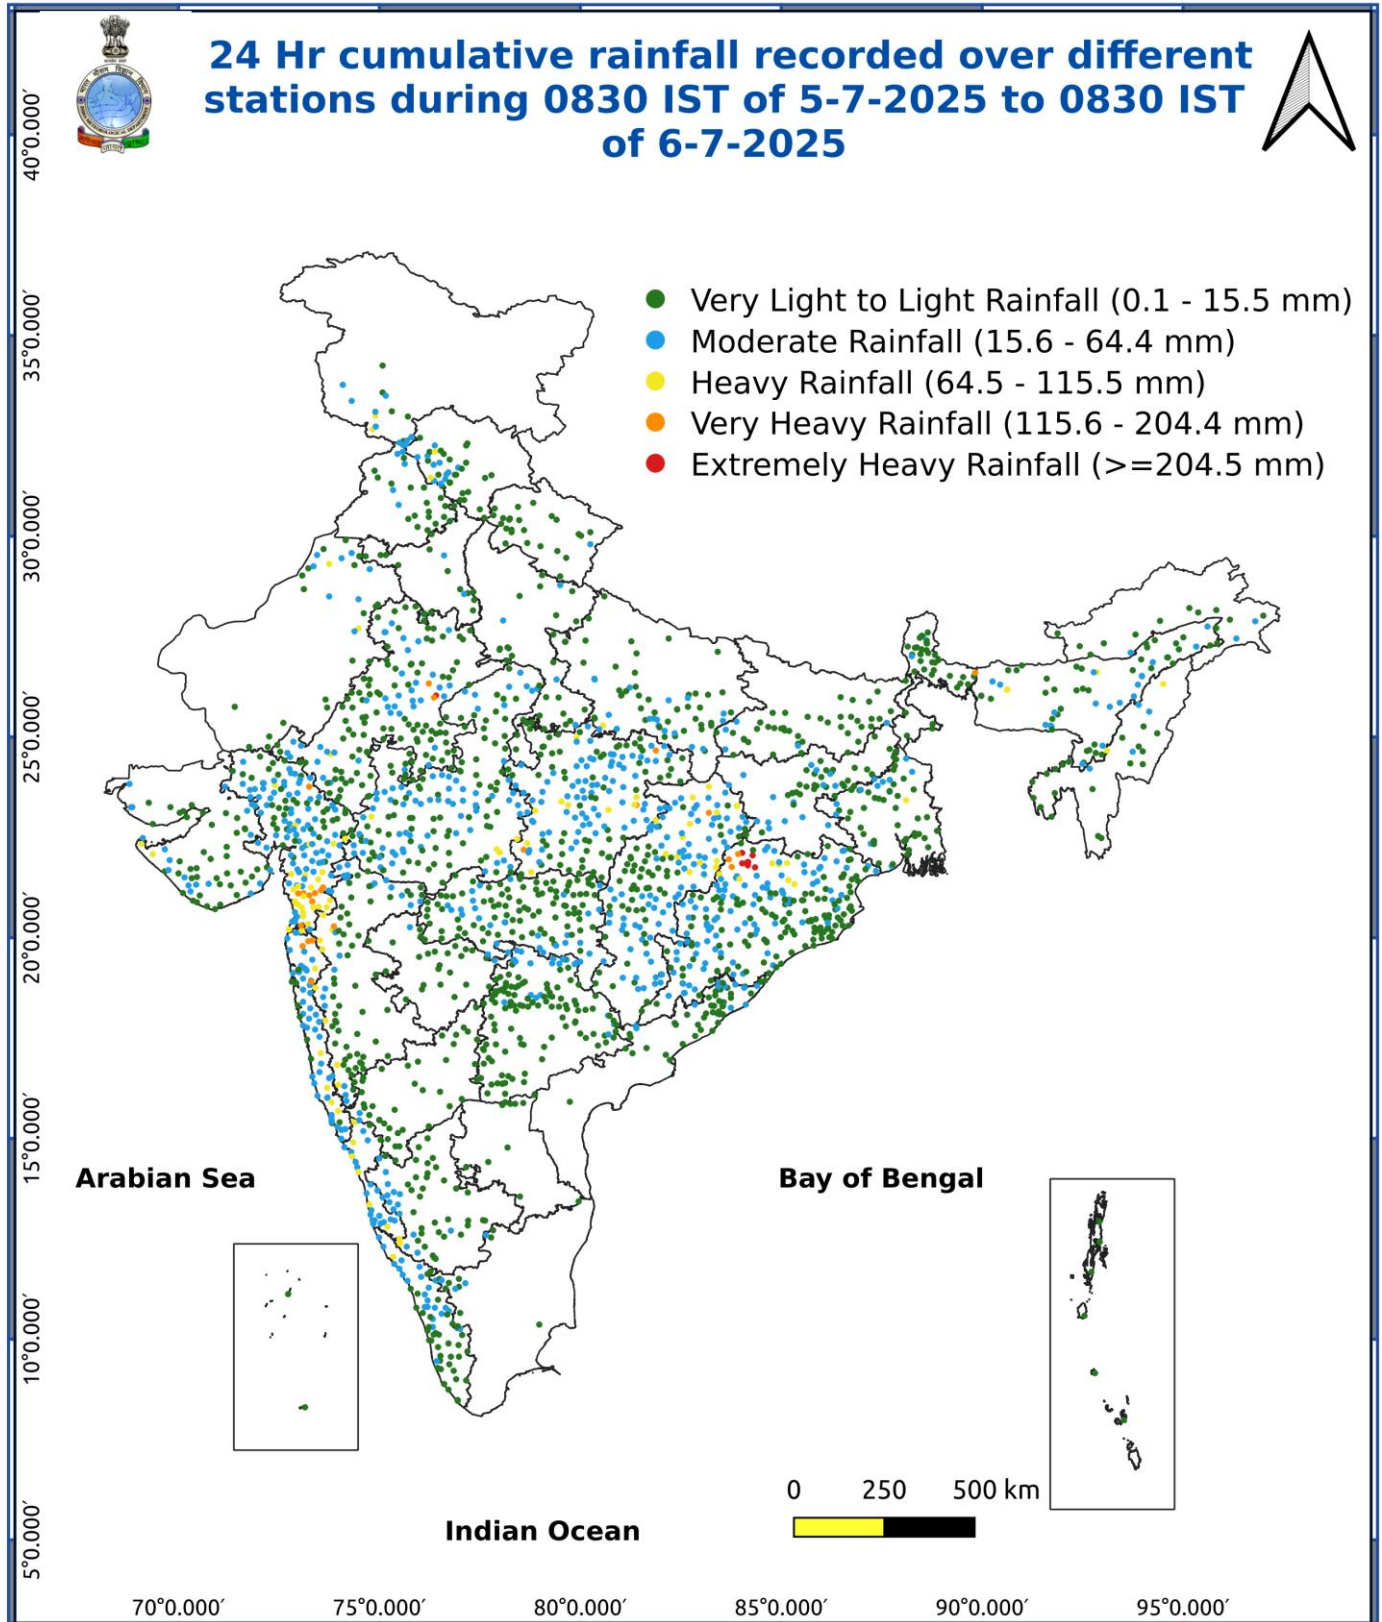 24 Hr cumulative rainfall recorded over different
stations during 0830 IST of 5-7-2025 to 0830 IST
of 6-7-2025
Very Light to Light Rainfall (0.1 - 15.5 mm)
Moderate Rainfall (15.6 - 64.4 mm)
Heavy Rainfall (64.5 - 115.5 mm)
Very Heavy Rainfall (115.6 - 204.4 mm)
Extremely Heavy Rainfall (>=204.5 mm)
40°0.000′
35°0.000′
30°0.000′
25°0.000′
20°0.000′
15°0.000′
10°0.000′
5°0.000′
Arabian Sea
Bay of Bengal
Indian Ocean
0 250 500 km
70°0.000′ 75°0.000′ 80°0.000′ 85°0.000′ 90°0.000′ 95°0.000′